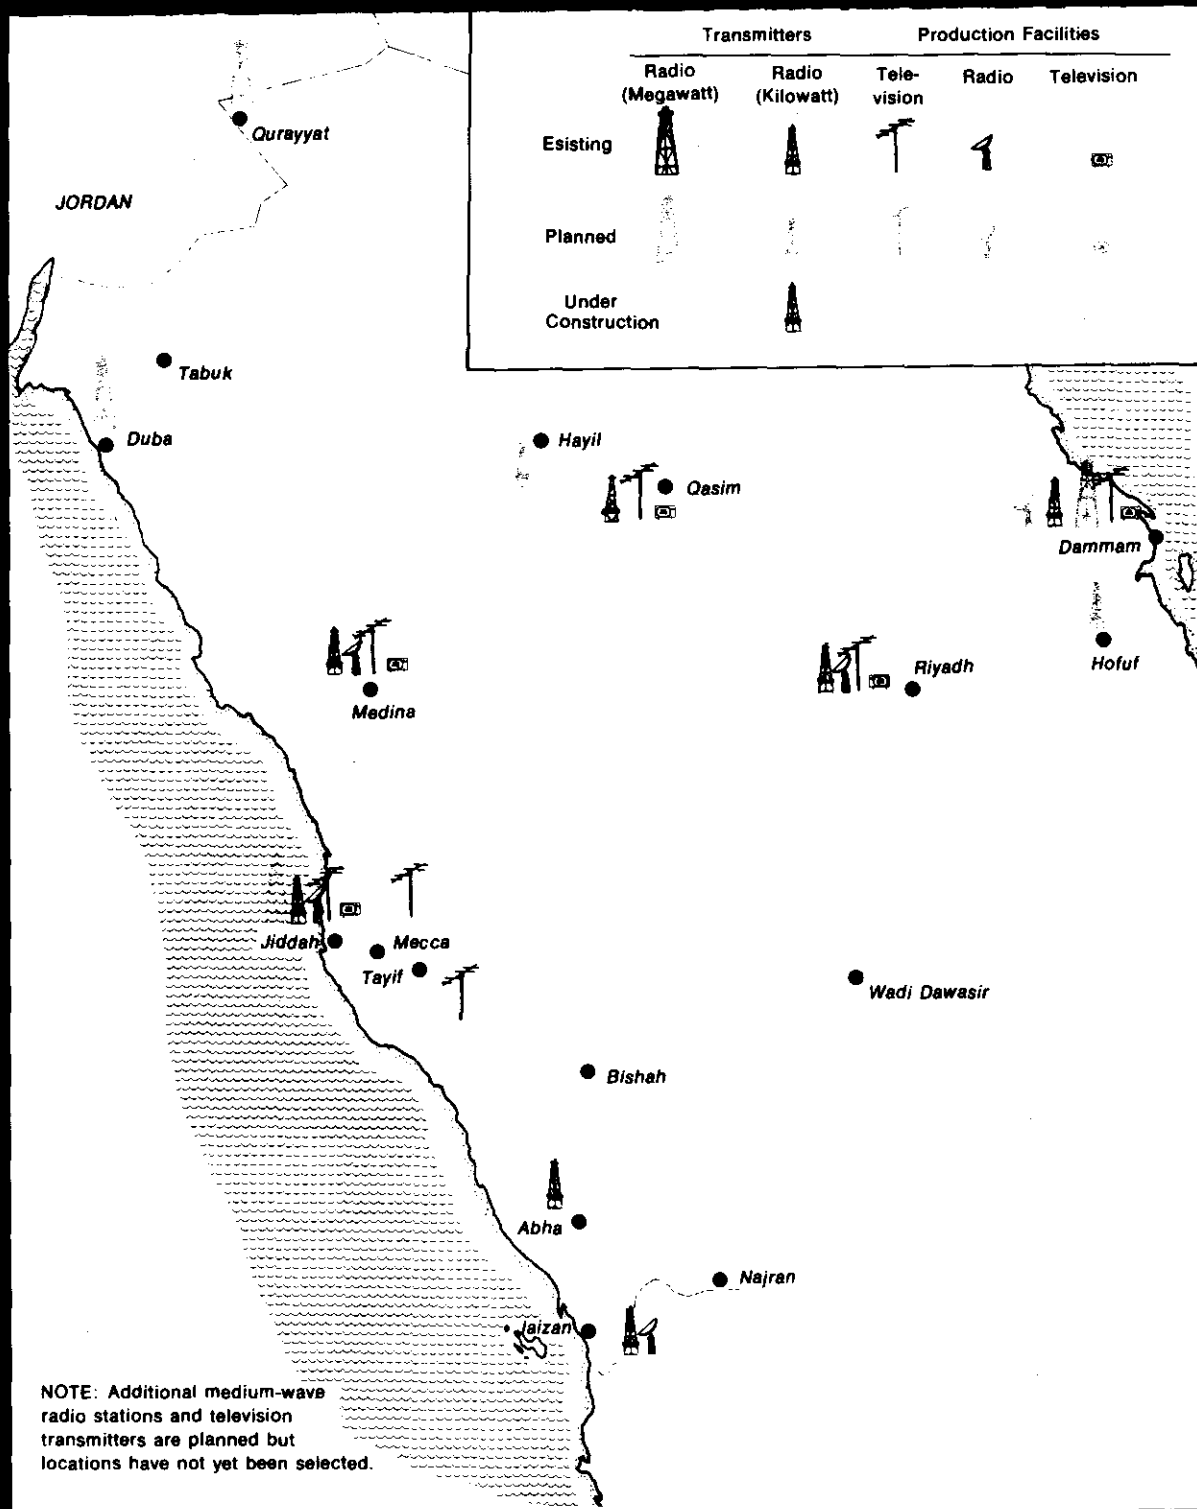 Transmitters Production Facilities
Radio (Megawatt) Radio (Kilowatt) Tele-vision Radio Television
Esisting
Planned
Under
Construction
Qurayyat
JORDAN
Tabuk
Duba
Hayil
Qasim
Dammam
Hofuf
Riyadh
Medina
Jiddah
Mecca
Tayif
Wadi Dawasir
Bishah
Abha
Najran
Jaizan
NOTE: Additional medium-wave
radio stations and television
transmitters are planned but
locations have not yet been selected.